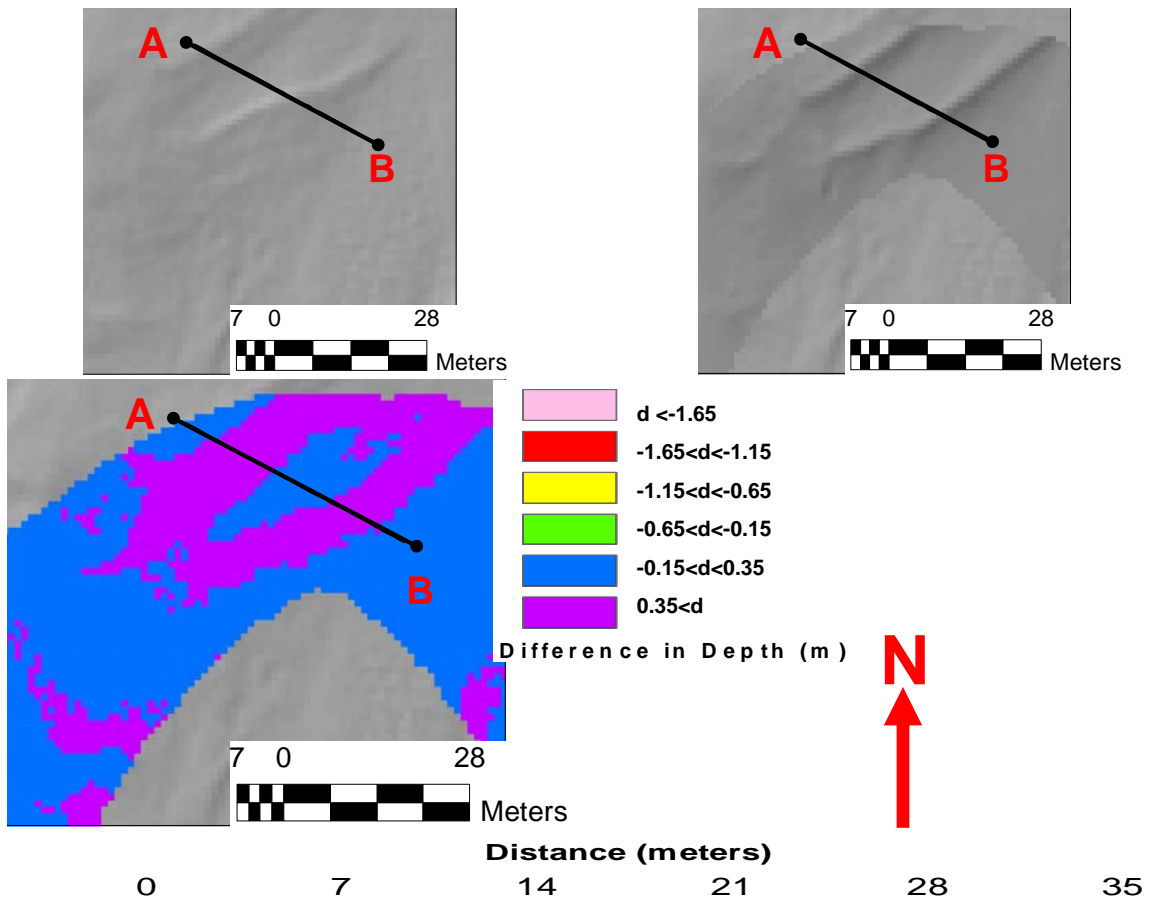 A
B
7 0 28
Meters
A
B
7 0 28
Meters
A
B
7 0 28
Meters
d <-1.65
-1.65<d<-1.15
-1.15<d<-0.65
-0.65<d<-0.15
-0.15<d<0.35
0.35<d
Difference in Depth (m)
N
Distance (meters)
0 7 14 21 28 35